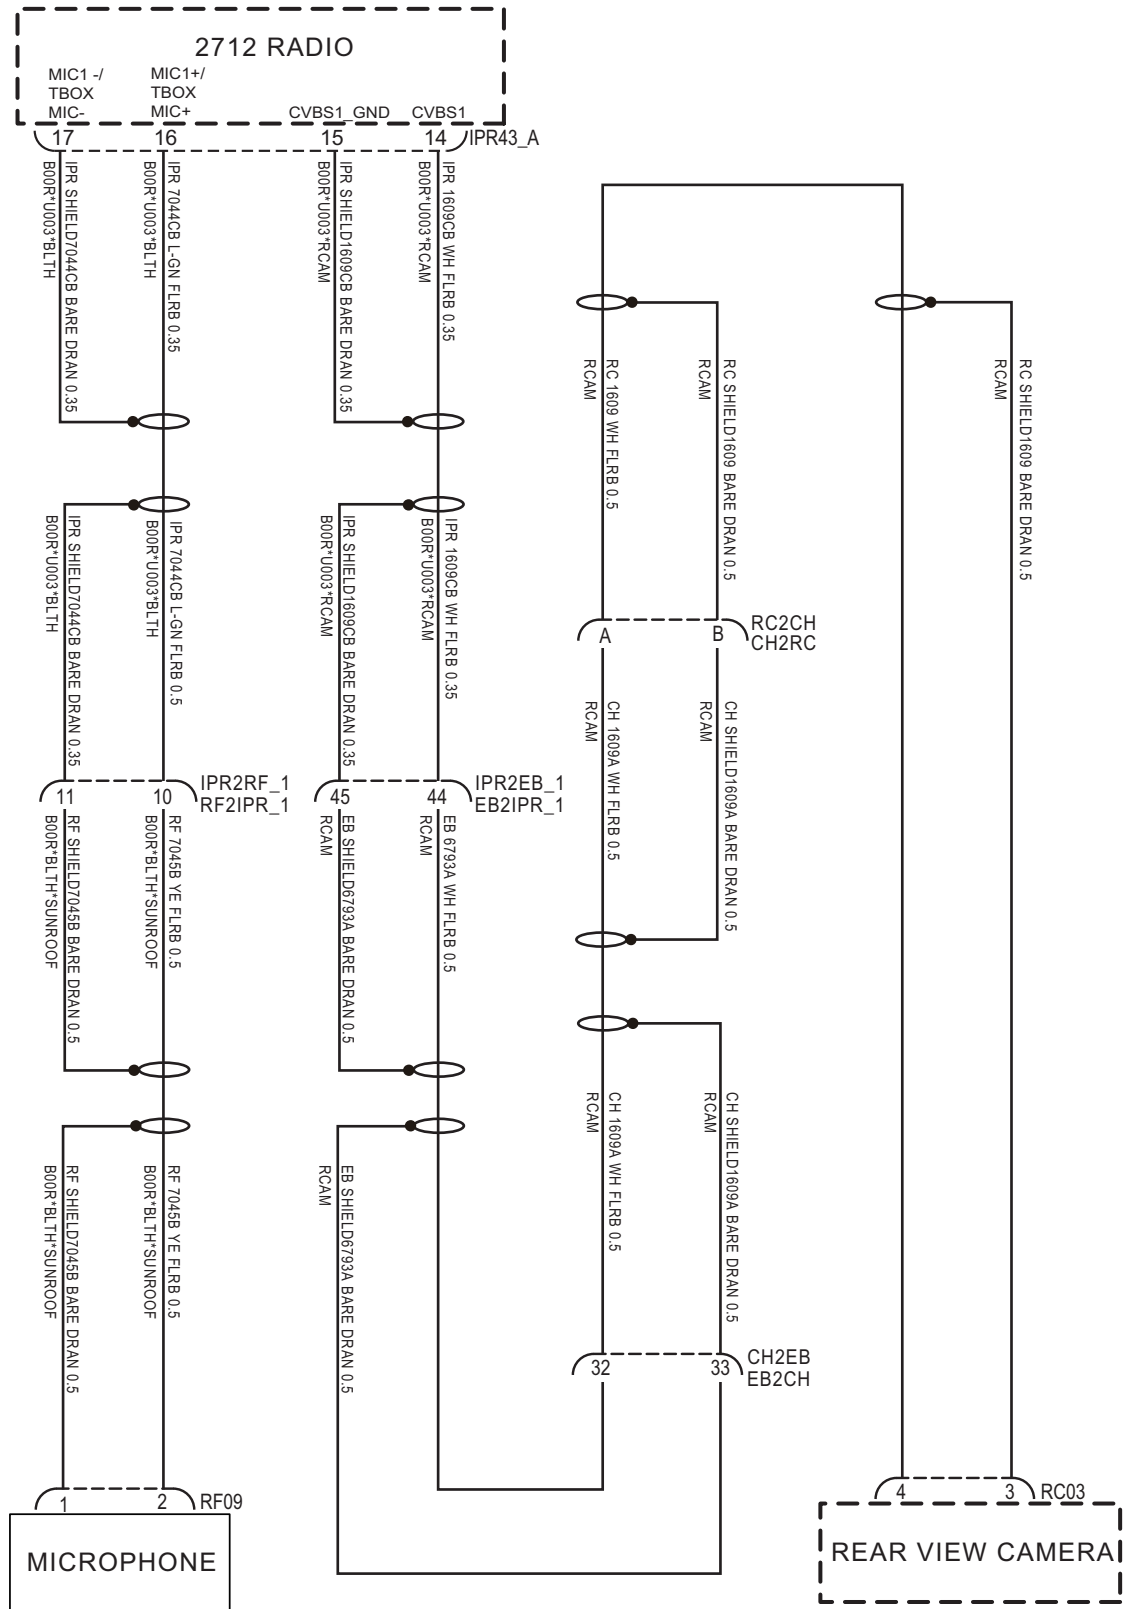 2712 RADIO
MIC1 -/
TBOX
MIC-
MIC1+/
TBOX
MIC+
CVBS1_GND
CVBS1
17
16
15
14
IPR43_A
IPR SHIELD7044CB BARE DRAN 0.35
B00R*U003*BLTH
IPR 7044CB L-GN FLRB 0.35
B00R*U003*BLTH
IPR SHIELD1609CB BARE DRAN 0.35
B00R*U003*RCAM
IPR 1609CB WH FLRB 0.35
B00R*U003*RCAM
RC 1609 WH FLRB 0.5
RCAM
RC SHIELD1609 BARE DRAN 0.5
RCAM
RC SHIELD1609 BARE DRAN 0.5
RCAM
IPR SHIELD7044CB BARE DRAN 0.35
B00R*U003*BLTH
IPR 7044CB L-GN FLRB 0.5
B00R*U003*BLTH
IPR SHIELD1609CB BARE DRAN 0.35
B00R*U003*RCAM
IPR 1609CB WH FLRB 0.35
B00R*U003*RCAM
A
B
RC2CH
CH2RC
CH 1609A WH FLRB 0.5
RCAM
CH SHIELD1609A BARE DRAN 0.5
RCAM
11
10
IPR2RF_1
RF2IPR_1
45
44
IPR2EB_1
EB2IPR_1
RF SHIELD7045B BARE DRAN 0.5
B00R*BLTH*SUNROOF
RF 7045B YE FLRB 0.5
B00R*BLTH*SUNROOF
EB SHIELD6793A BARE DRAN 0.5
RCAM
EB 6793A WH FLRB 0.5
RCAM
CH 1609A WH FLRB 0.5
RCAM
CH SHIELD1609A BARE DRAN 0.5
RCAM
RF SHIELD7045B BARE DRAN 0.5
B00R*BLTH*SUNROOF
RF 7045B YE FLRB 0.5
B00R*BLTH*SUNROOF
EB SHIELD6793A BARE DRAN 0.5
RCAM
32
33
CH2EB
EB2CH
1
2
RF09
MICROPHONE
4
3
RC03
REAR VIEW CAMERA